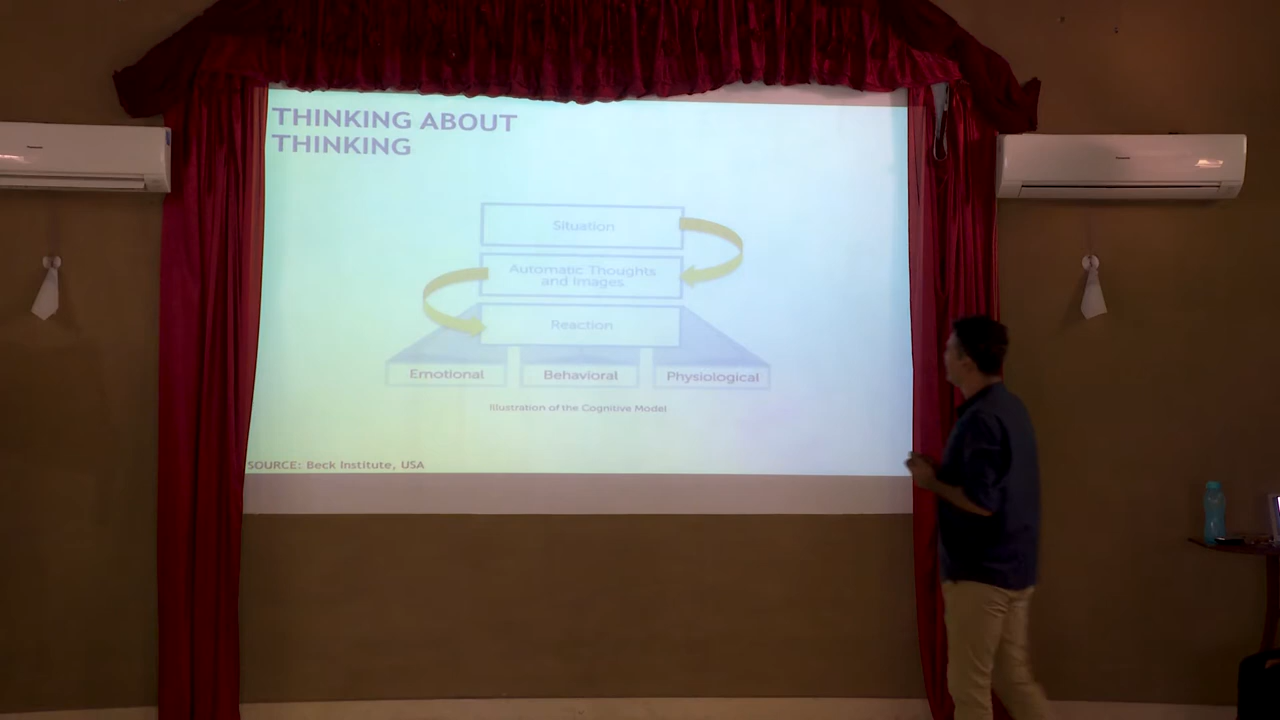 THINKING ABOUT
THINKING
Situation
Automatic Thoughts
and Images
Reaction
Emotional
Behavioral
Physiological
Illustration of the Cognitive Model
SOURCE: Beck Institute, USA